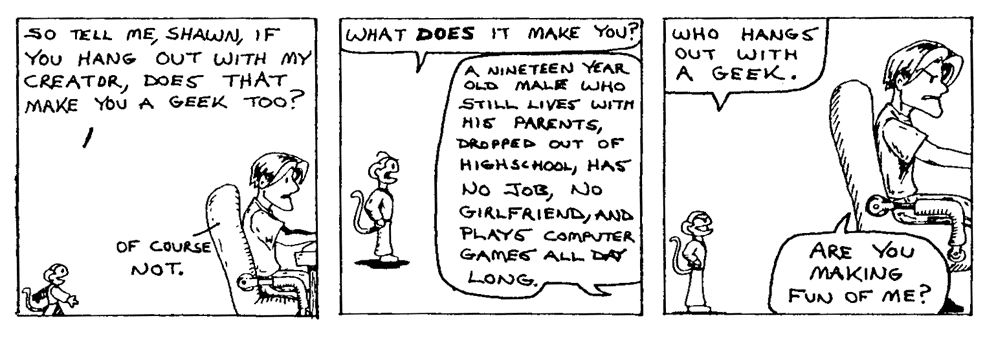 SO TELL ME, SHAWN, IF
YOU HANG OUT WITH MY
CREATOR, DOES THAT
MAKE YOU A GEEK TOO?
OF COURSE
NOT.
WHAT DOES IT MAKE YOU?
A NINETEEN YEAR
OLD MALE WHO
STILL LIVES WITH
HIS PARENTS,
DROPPED OUT OF
HIGHSCHOOL, HAS
NO JOB, NO
GIRLFRIEND, AND
PLAYS COMPUTER
GAMES ALL DAY
LONG.
WHO HANGS
OUT WITH
A GEEK.
ARE YOU
MAKING
FUN OF ME?